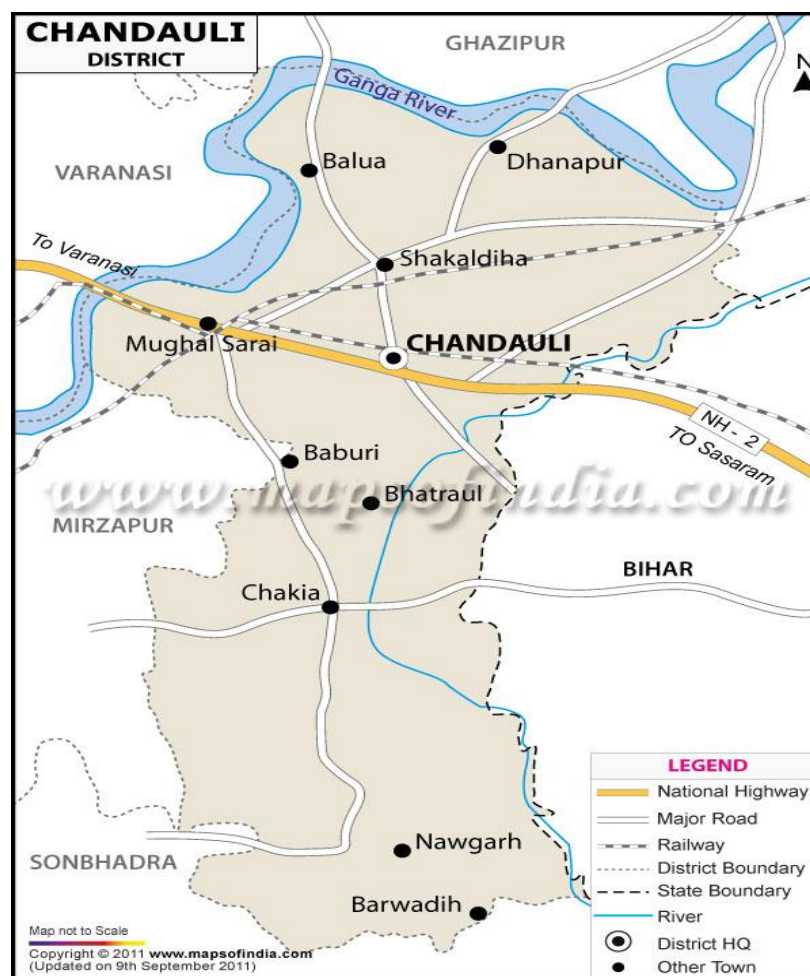 CHANDAULI
DISTRICT
GHAZIPUR
N
Ganga River
VARANASI
Balua
Dhanapur
To Varanasi
Shakaldiha
Mughal Sarai
CHANDAULI
NH - 2
TO Sasaram
Baburi
www.mapsofindia.com
Bhatraul
MIRZAPUR
BIHAR
Chakia
LEGEND
National Highway
Major Road
Railway
District Boundary
State Boundary
River
District HQ
Other Town
Nawgarh
SONBHADRA
Barwadih
Map not to Scale
Copyright © 2011 www.mapsofindia.com
(Updated on 9th September 2011)